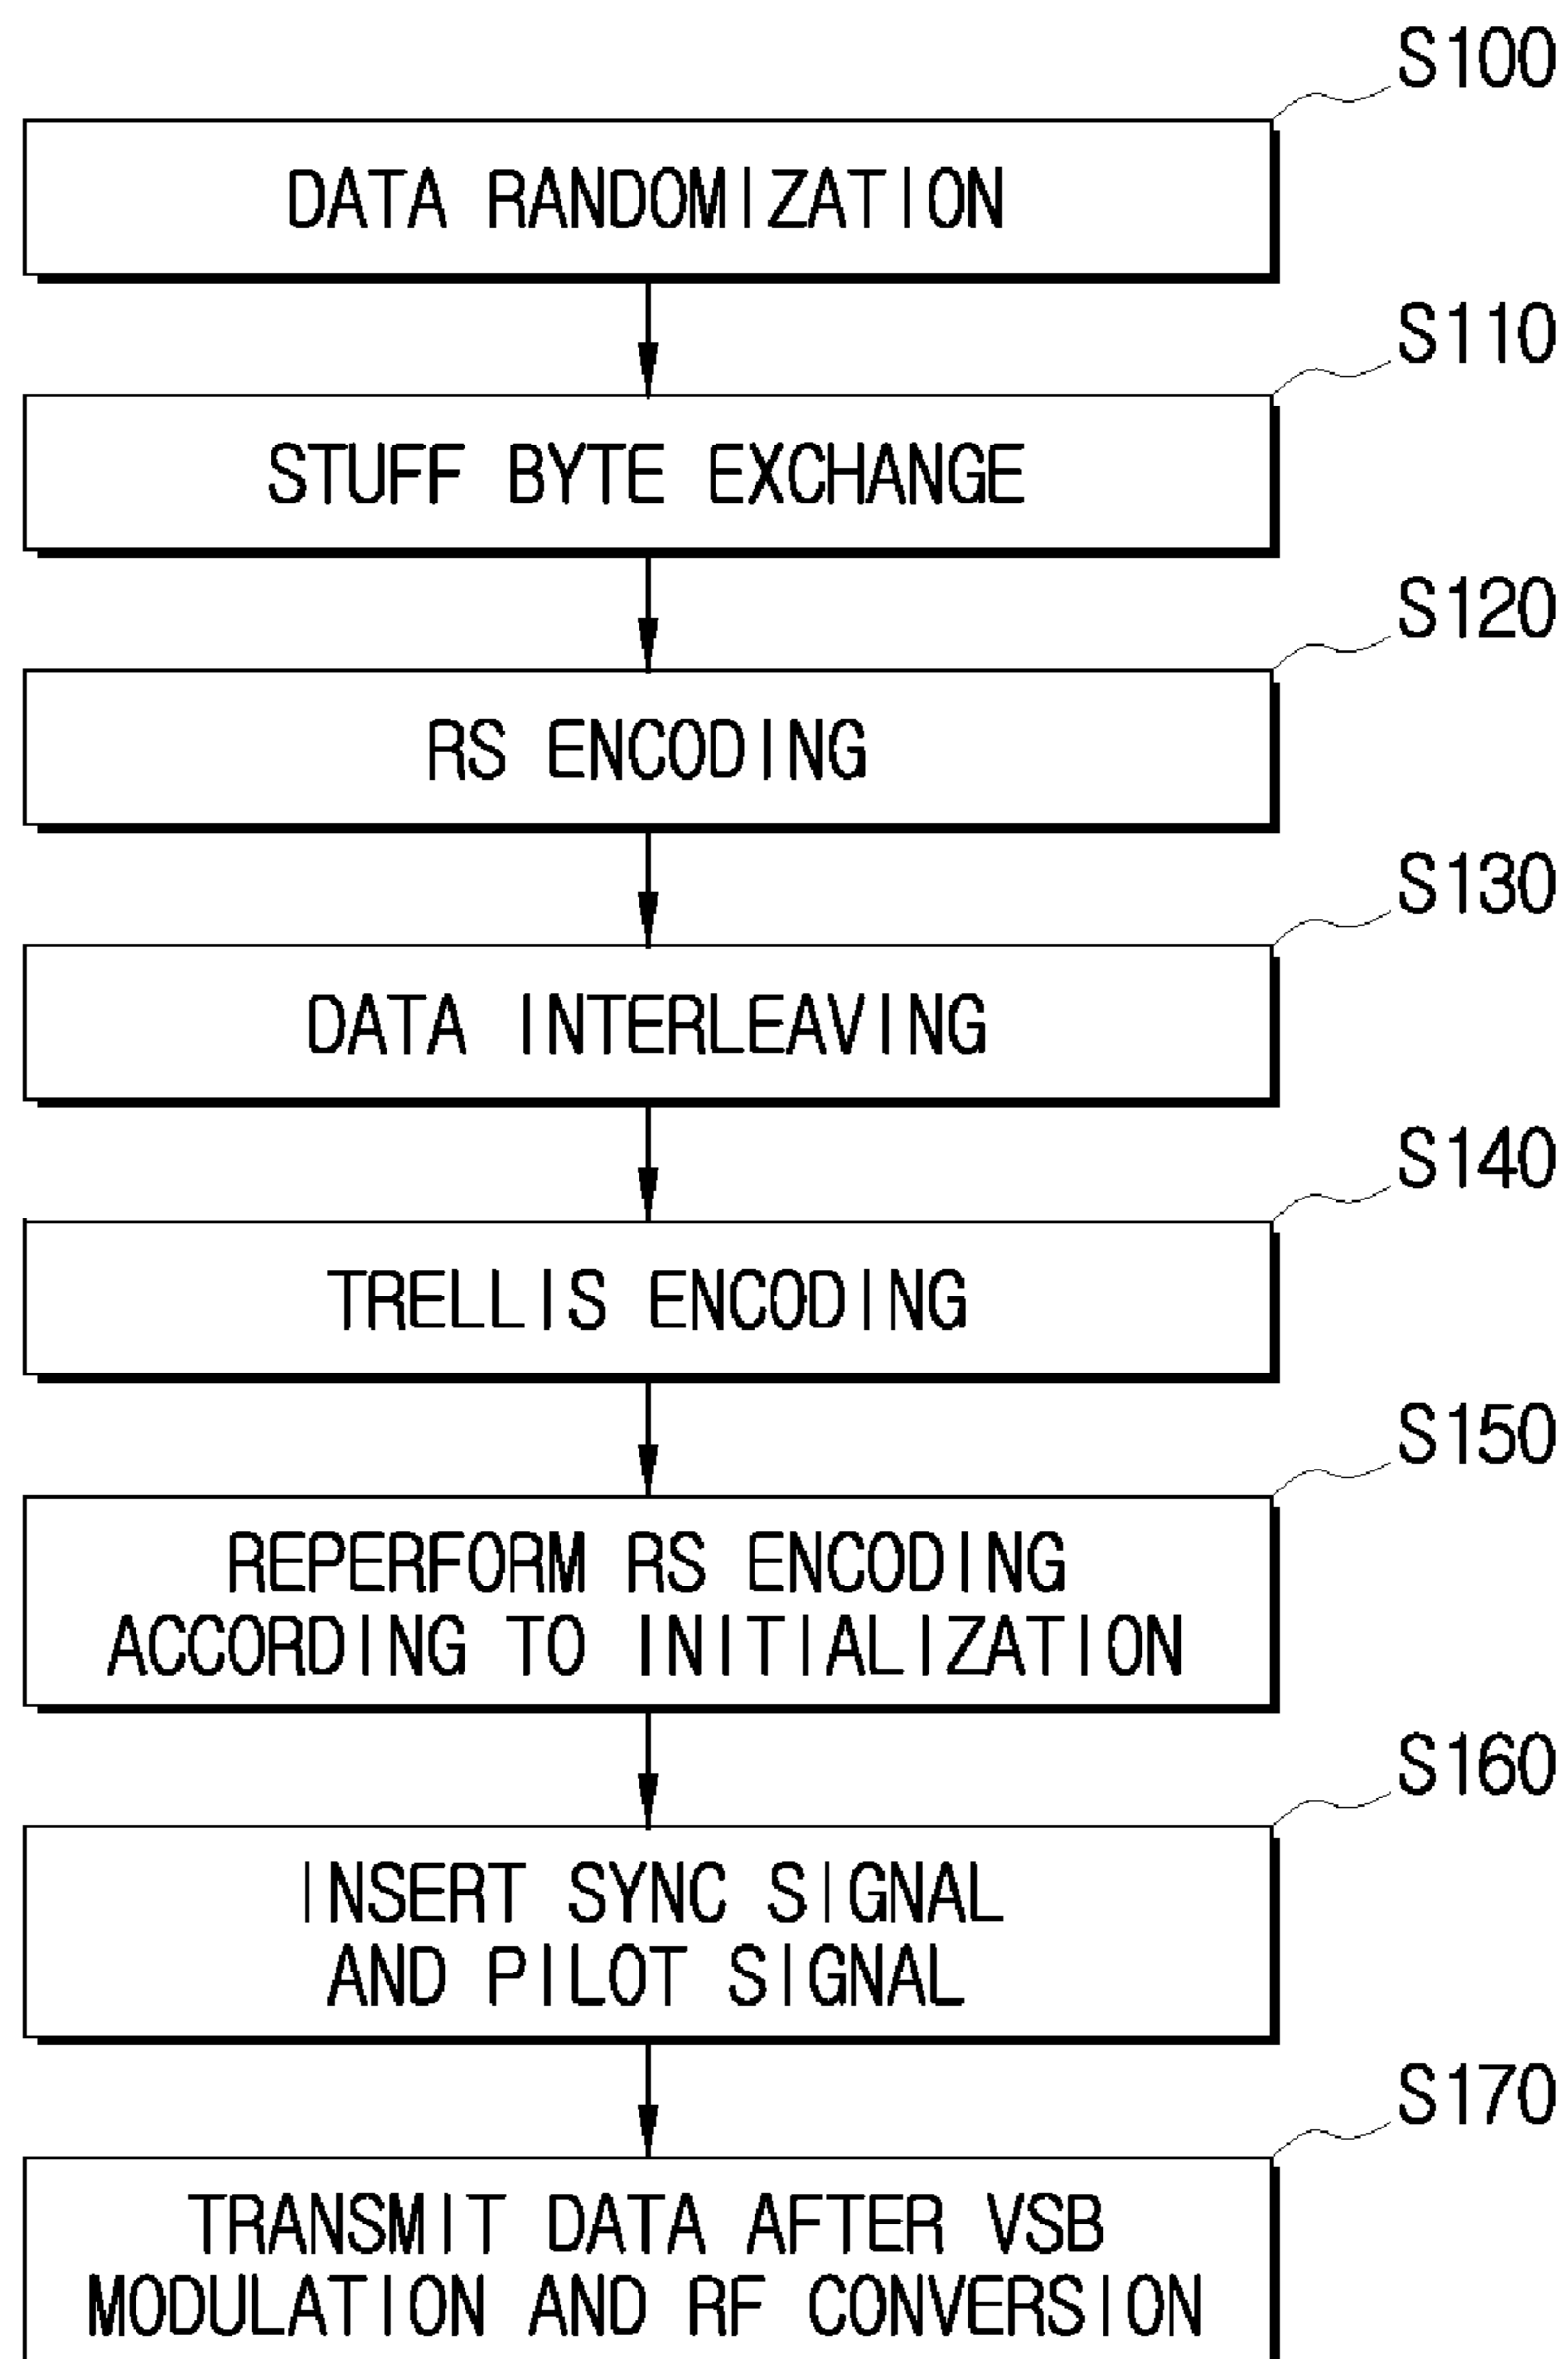 S100
DATA RANDOMIZATION
S110
STUFF BYTE EXCHANGE
S120
RS ENCODING
S130
DATA INTERLEAVING
S140
TRELLIS ENCODING
S150
REPERFORM RS ENCODING
ACCORDING TO INITIALIZATION
S160
INSERT SYNC SIGNAL
AND PILOT SIGNAL
S170
TRANSMIT DATA AFTER VSB
MODULATION AND RF CONVERSION